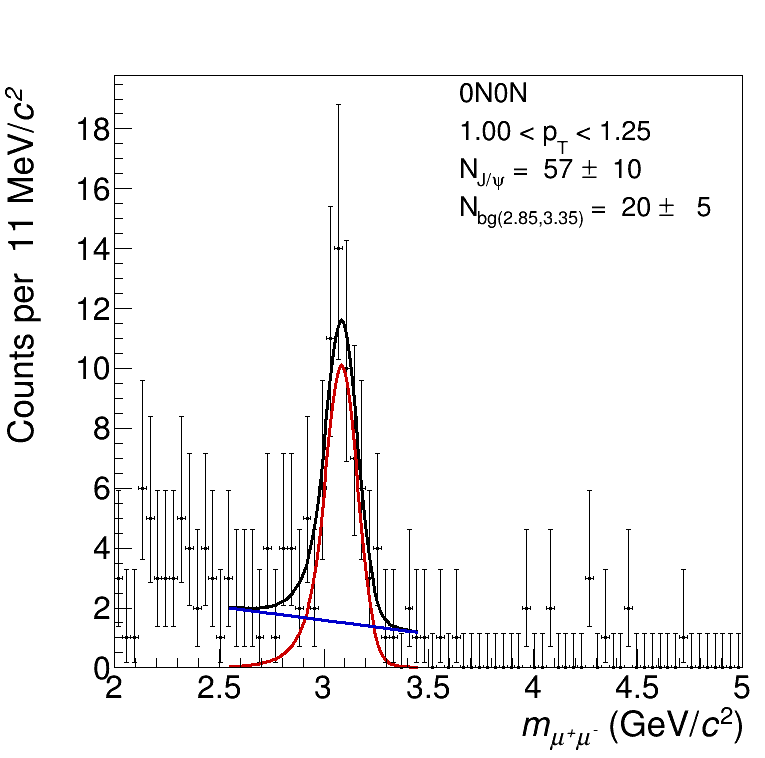 Counts per 11 MeV/c²
18
16
14
12
10
8
6
4
2
0
0N0N
1.00 < p_T < 1.25
N_J/ψ = 57 ± 10
N_bg(2.85,3.35) = 20 ± 5
2 2.5 3 3.5 4 4.5 5
m_μ⁺μ⁻ (GeV/c²)